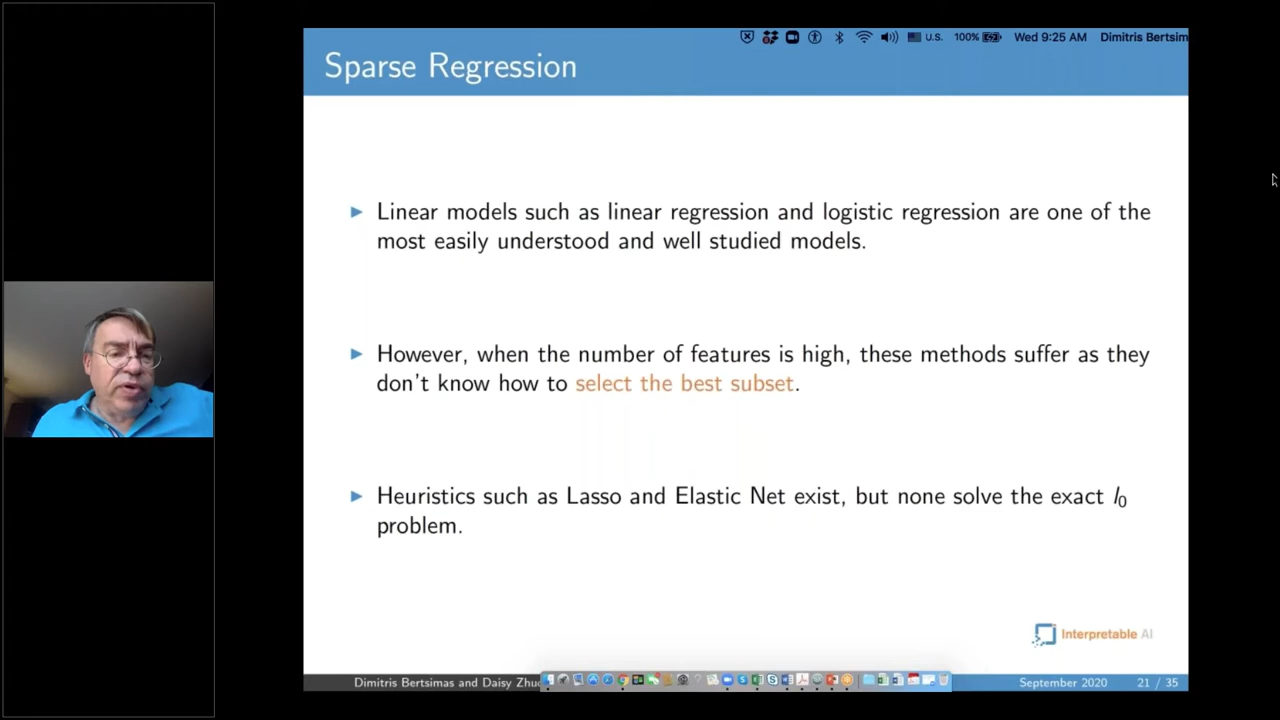 U.S. 100% Wed 9:25 AM Dimitris Bertsim
Sparse Regression
Linear models such as linear regression and logistic regression are one of the
most easily understood and well studied models.
However, when the number of features is high, these methods suffer as they
don't know how to select the best subset.
Heuristics such as Lasso and Elastic Net exist, but none solve the exact l₀
problem.
Interpretable AI
Dimitris Bertsimas and Daisy Zhuo
September 2020 21 / 35